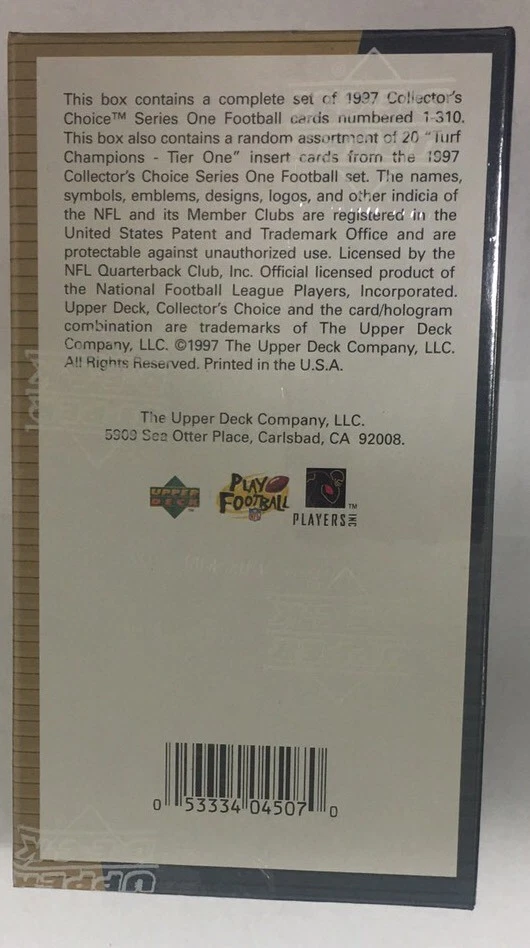 This box contains a complete set of 1997 Collector's
Choice™ Series One Football cards numbered 1-310.
This box also contains a random assortment of 20 "Turf
Champions - Tier One" insert cards from the 1997
Collector's Choice Series One Football set. The names,
symbols, emblems, designs, logos, and other indicia of
the NFL and its Member Clubs are registered in the
United States Patent and Trademark Office and are
protectable against unauthorized use. Licensed by the
NFL Quarterback Club, Inc. Official licensed product of
the National Football League Players, Incorporated.
Upper Deck, Collector's Choice and the card/hologram
combination are trademarks of The Upper Deck
Company, LLC. ©1997 The Upper Deck Company, LLC.
All Rights Reserved. Printed in the U.S.A.
The Upper Deck Company, LLC.
5909 Sea Otter Place, Carlsbad, CA 92008.
UPPER
DECK
PLAY
FOOTBALL
NFL
PLAYERS INC
™
0 53334 04507 0
UPPER